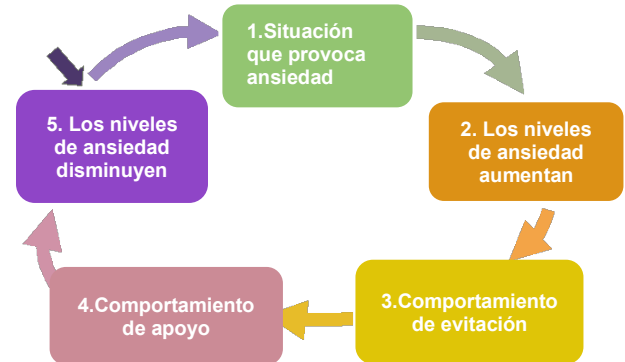 1.Situación
que provoca
ansiedad
2. Los niveles
de ansiedad
aumentan
3.Comportamiento
de evitación
4.Comportamiento
de apoyo
5. Los niveles
de ansiedad
disminuyen